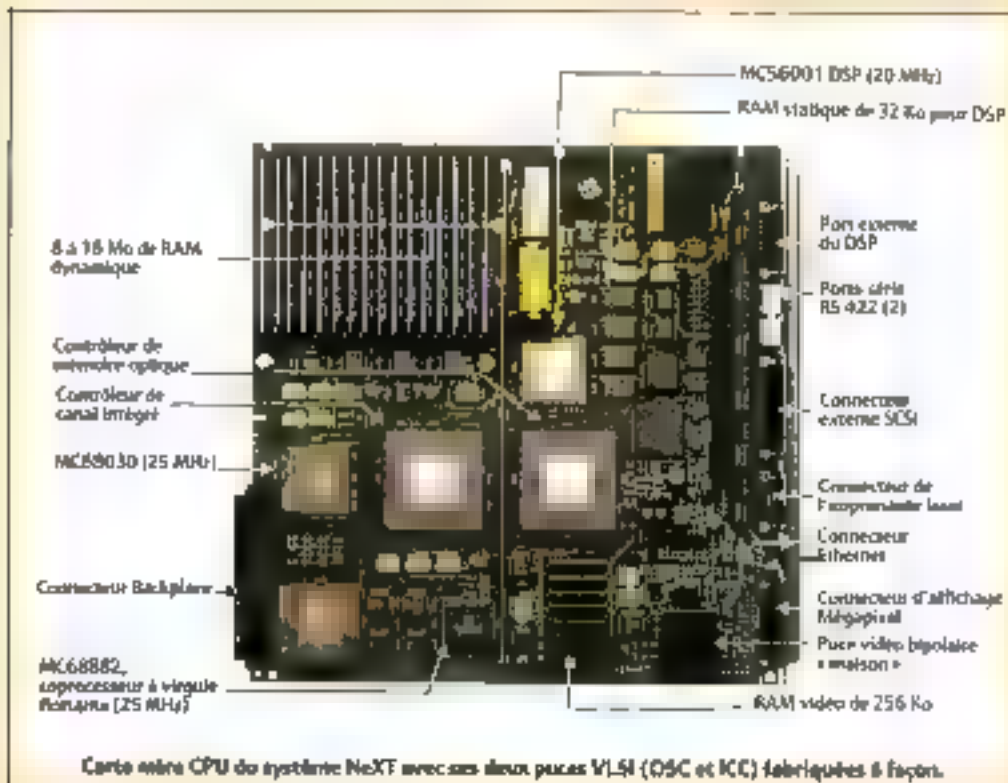 MC56001 DSP (20 MHz)
RAM statique de 32 Ko pour DSP
8 à 16 Mo de RAM
dynamique
Port externe
du DSP
Ports série
RS 422 (2)
Contrôleur de
mémoire optique
Contrôleur de
canal intégré
MC68030 (25 MHz)
Connecteur
externe SCSI
Connecteur de
l'imprimante laser
Connecteur
Ethernet
Connecteur Backplane
Connecteur d'affichage
Mégapixel
Puce vidéo bipolaire
« maison »
MC68882,
coprocesseur à virgule
flottante (25 MHz)
RAM vidéo de 256 Ko
Carte mère CPU du système NeXT avec ses deux puces VLSI (OSC et ICC) fabriquées à façon.